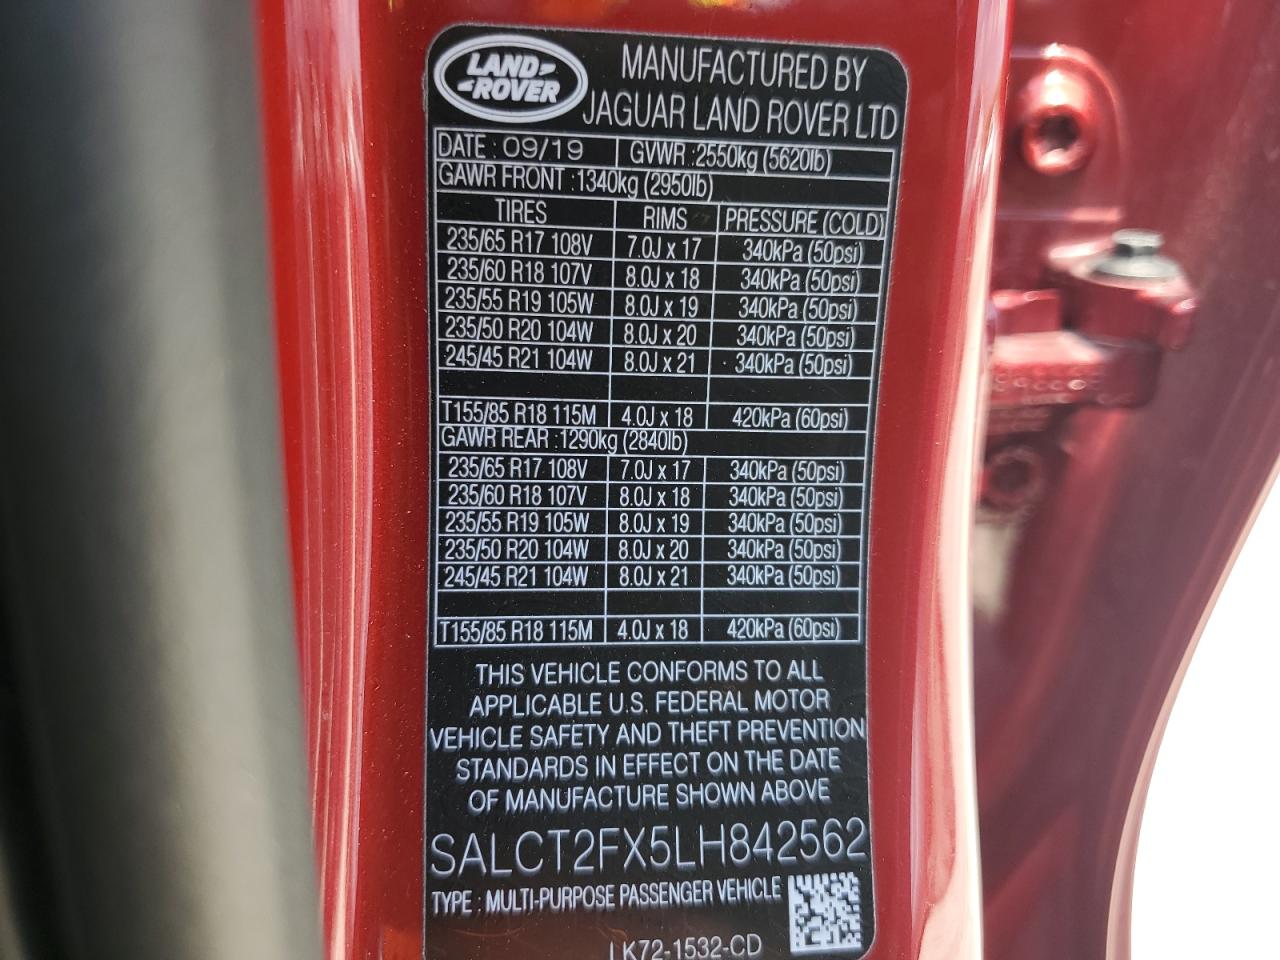 LAND
ROVER
MANUFACTURED BY
JAGUAR LAND ROVER LTD
DATE : 09/19 GVWR : 2550kg (5620lb)
GAWR FRONT : 1340kg (2950lb)
TIRES RIMS PRESSURE (COLD)
235/65 R17 108V 7.0J x 17 340kPa (50psi)
235/60 R18 107V 8.0J x 18 340kPa (50psi)
235/55 R19 105W 8.0J x 19 340kPa (50psi)
235/50 R20 104W 8.0J x 20 340kPa (50psi)
245/45 R21 104W 8.0J x 21 340kPa (50psi)
T155/85 R18 115M 4.0J x 18 420kPa (60psi)
GAWR REAR : 1290kg (2840lb)
235/65 R17 108V 7.0J x 17 340kPa (50psi)
235/60 R18 107V 8.0J x 18 340kPa (50psi)
235/55 R19 105W 8.0J x 19 340kPa (50psi)
235/50 R20 104W 8.0J x 20 340kPa (50psi)
245/45 R21 104W 8.0J x 21 340kPa (50psi)
T155/85 R18 115M 4.0J x 18 420kPa (60psi)
THIS VEHICLE CONFORMS TO ALL
APPLICABLE U.S. FEDERAL MOTOR
VEHICLE SAFETY AND THEFT PREVENTION
STANDARDS IN EFFECT ON THE DATE
OF MANUFACTURE SHOWN ABOVE
SALCT2FX5LH842562
TYPE : MULTI-PURPOSE PASSENGER VEHICLE
LK72-1532-CD